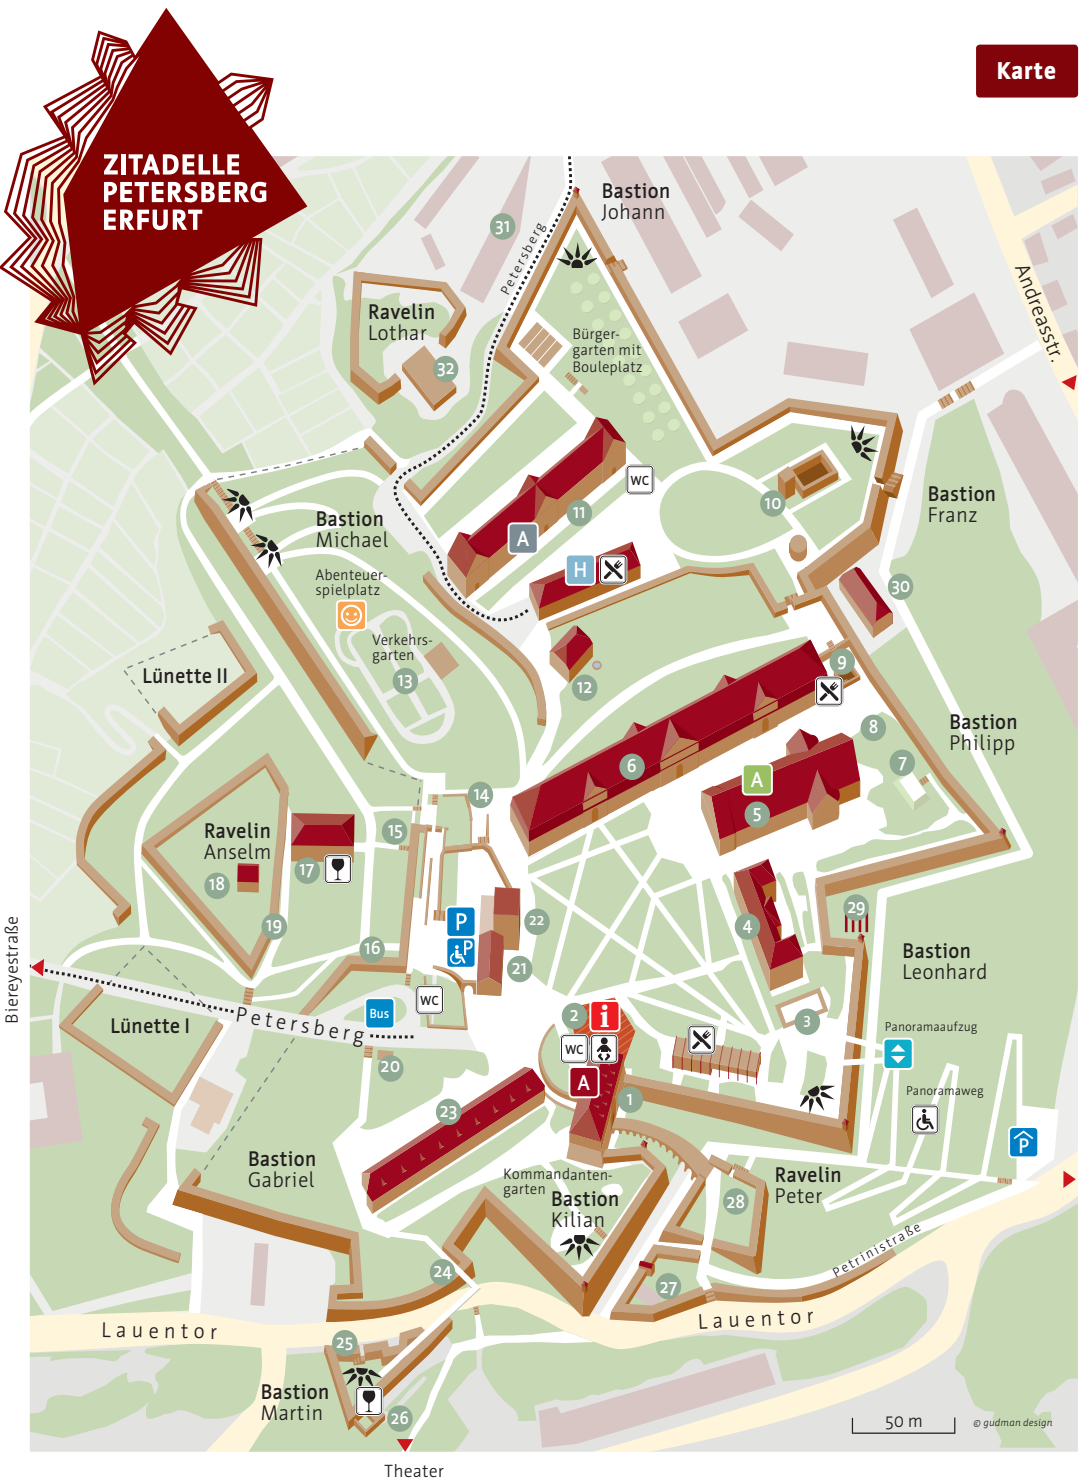 Karte
ZITADELLE
PETERSBERG
ERFURT
Bastion
Johann
31
Petersberg
Andreasstr.
Ravelin
Lothar
32
Bürger-
garten mit
Bouleplatz
WC
11
A
10
Bastion
Franz
Bastion
Michael
H
30
Abenteuer-
spielplatz
Verkehrs-
garten
13
12
Lünette II
9
8
Bastion
Philipp
7
6
A
5
14
15
Ravelin
Anselm
17
18
19
16
P
P
22
21
4
29
Bastion
Leonhard
Biereyestraße
Lünette I
Petersberg
Bus
WC
20
2
i
WC
A
1
3
Panoramaaufzug
Panoramaweg
P
23
Bastion
Gabriel
Kommandanten-
garten
Bastion
Kilian
Ravelin
Peter
28
27
24
Petrinistraße
Lauentor
Lauentor
25
Bastion
Martin
26
50 m
© gudman design
Theater